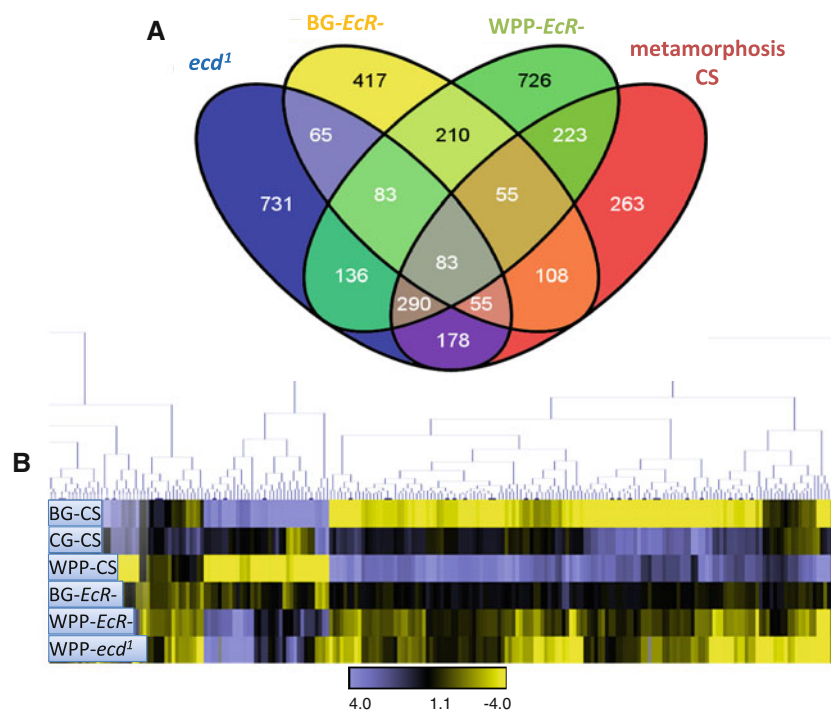 A
BG-EcR-
WPP-EcR-
ecd¹
metamorphosis
CS
417
726
65
210
223
731
83
55
263
136
83
108
290
55
178
B
BG-CS
CG-CS
WPP-CS
BG-EcR-
WPP-EcR-
WPP-ecd¹
4.0 1.1 -4.0